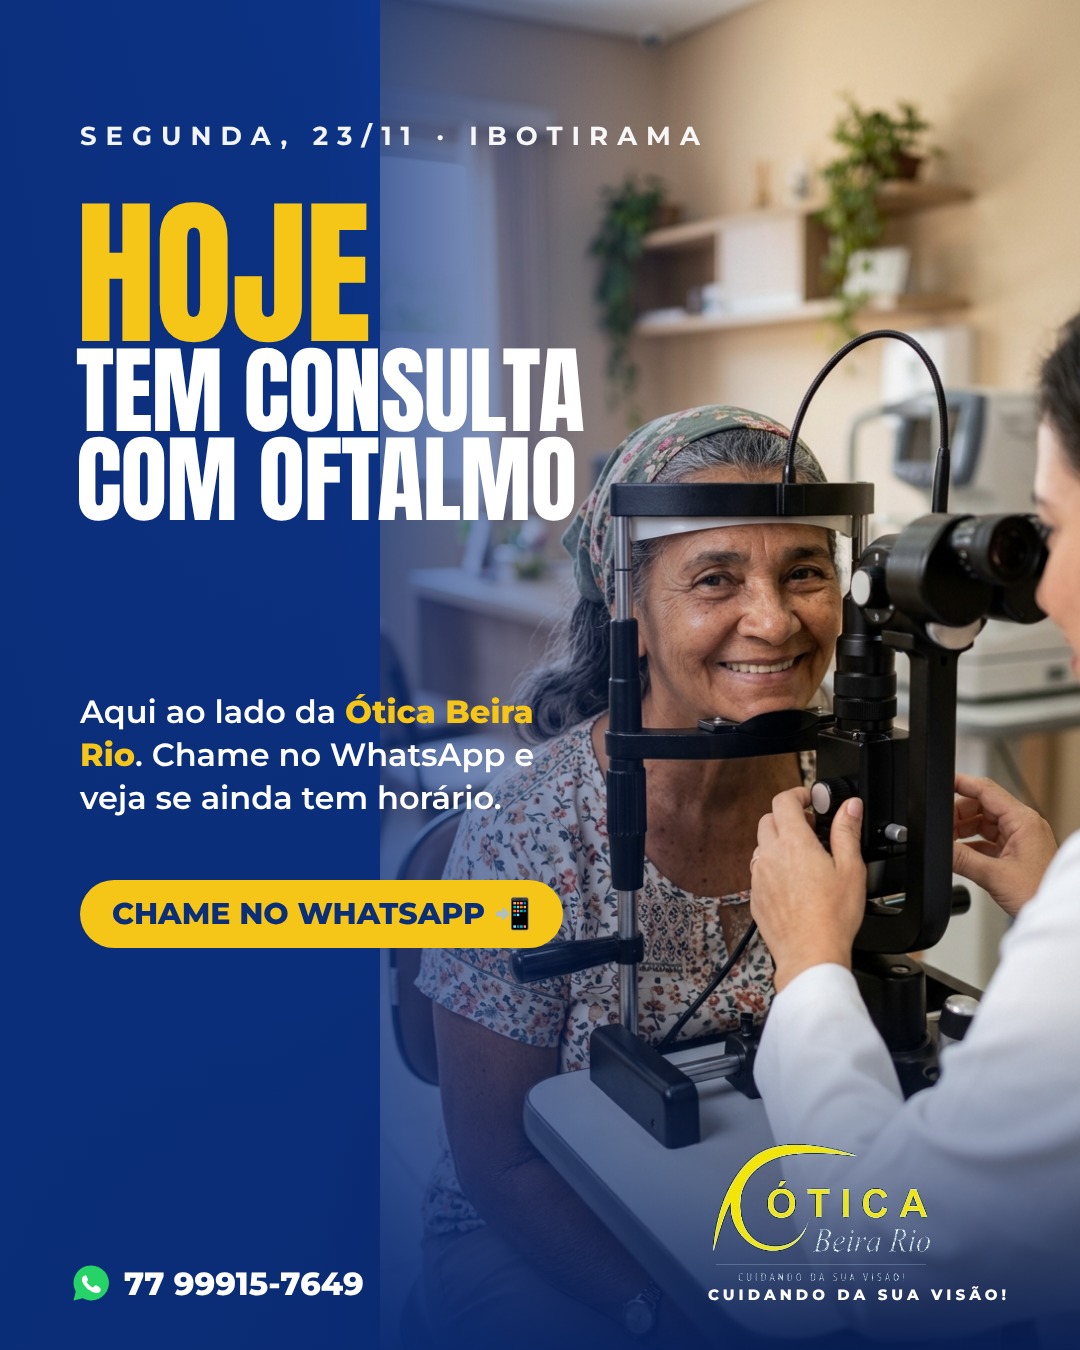 SEGUNDA, 23/11 · IBOTIRAMA
HOJE
TEM CONSULTA
COM OFTALMO
Aqui ao lado da Ótica Beira
Rio. Chame no WhatsApp e
veja se ainda tem horário.
CHAME NO WHATSAPP 📲
77 99915-7649
ÓTICA
Beira Rio
CUIDANDO DA SUA VISÃO!
CUIDANDO DA SUA VISÃO!